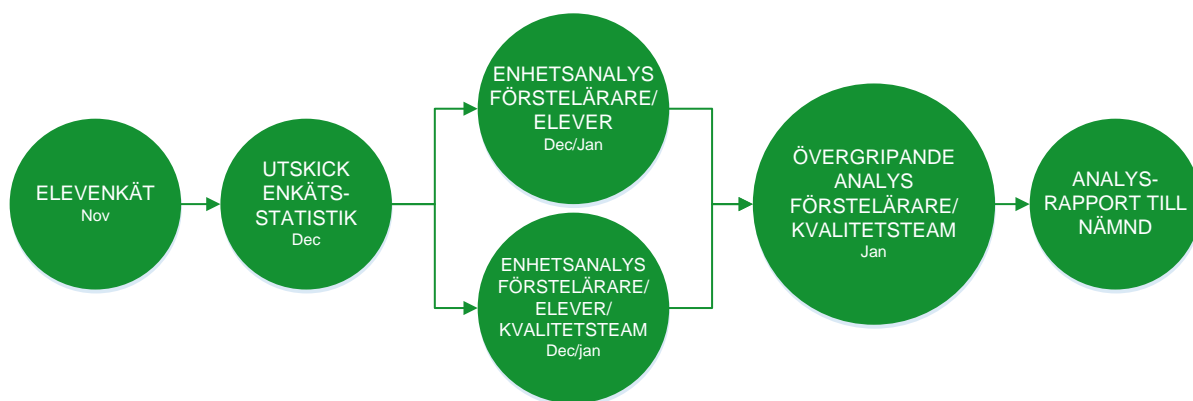 ELEVENKÄT
Nov
UTSKICK
ENKÄTS-
STATISTIK
Dec
ENHETSANALYS
FÖRSTELÄRARE/
ELEVER
Dec/Jan
ENHETSANALYS
FÖRSTELÄRARE/
ELEVER/
KVALITETSTEAM
Dec/jan
ÖVERGRIPANDE
ANALYS
FÖRSTELÄRARE/
KVALITETSTEAM
Jan
ANALYS-
RAPPORT TILL
NÄMND